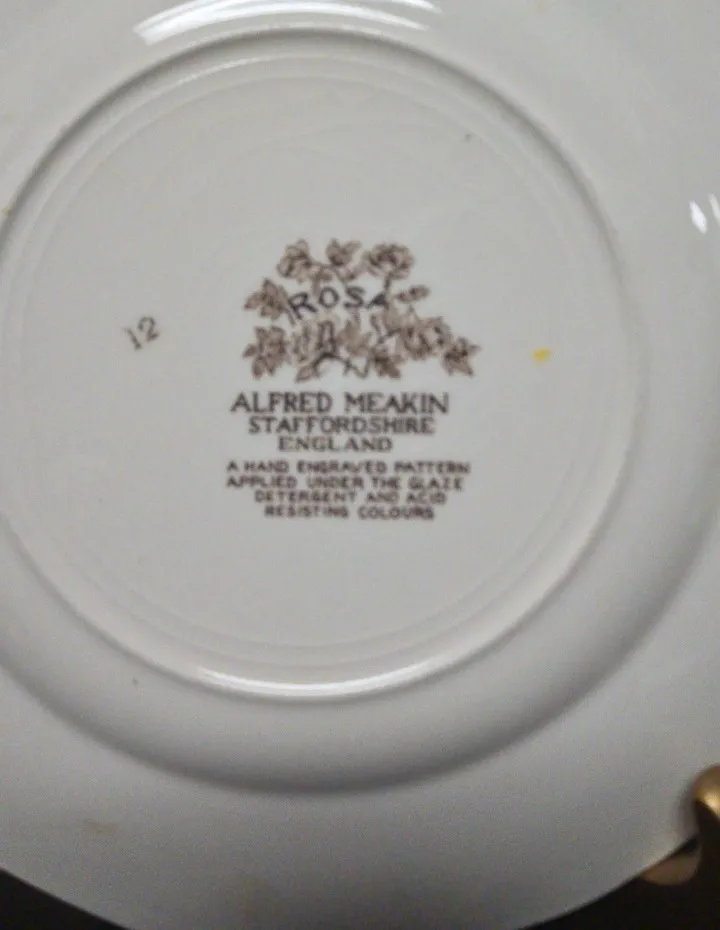 ROSA
12
ALFRED MEAKIN
STAFFORDSHIRE
ENGLAND
A HAND ENGRAVED PATTERN
APPLIED UNDER THE GLAZE
DETERGENT AND ACID
RESISTING COLOURS